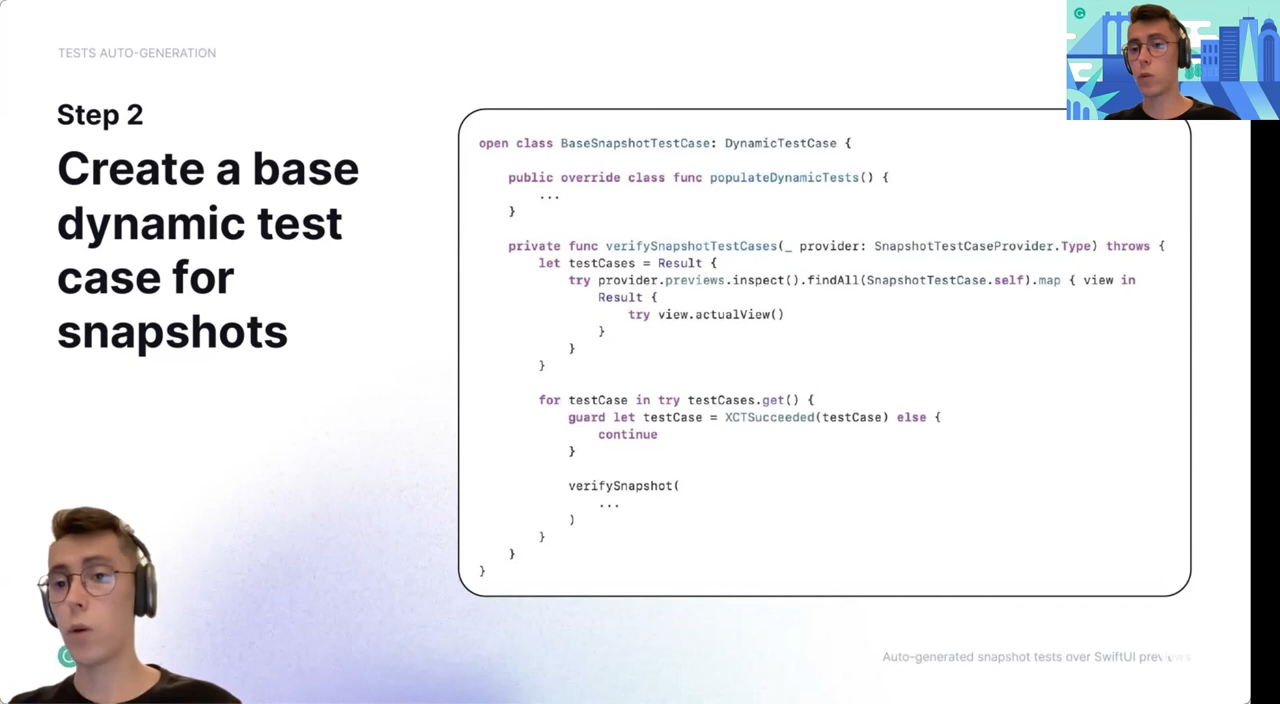 TESTS AUTO-GENERATION
Step 2
Create a base
dynamic test
case for
snapshots
open class BaseSnapshotTestCase: DynamicTestCase {
public override class func populateDynamicTests() {
...
}
private func verifySnapshotTestCases(_ provider: SnapshotTestCaseProvider.Type) throws {
let testCases = Result {
try provider.previews.inspect().findAll(SnapshotTestCase.self).map { view in
Result {
try view.actualView()
}
}
}
for testCase in try testCases.get() {
guard let testCase = XCTSucceeded(testCase) else {
continue
}
verifySnapshot(
...
)
}
}
}
Auto-generated snapshot tests over SwiftUI previews